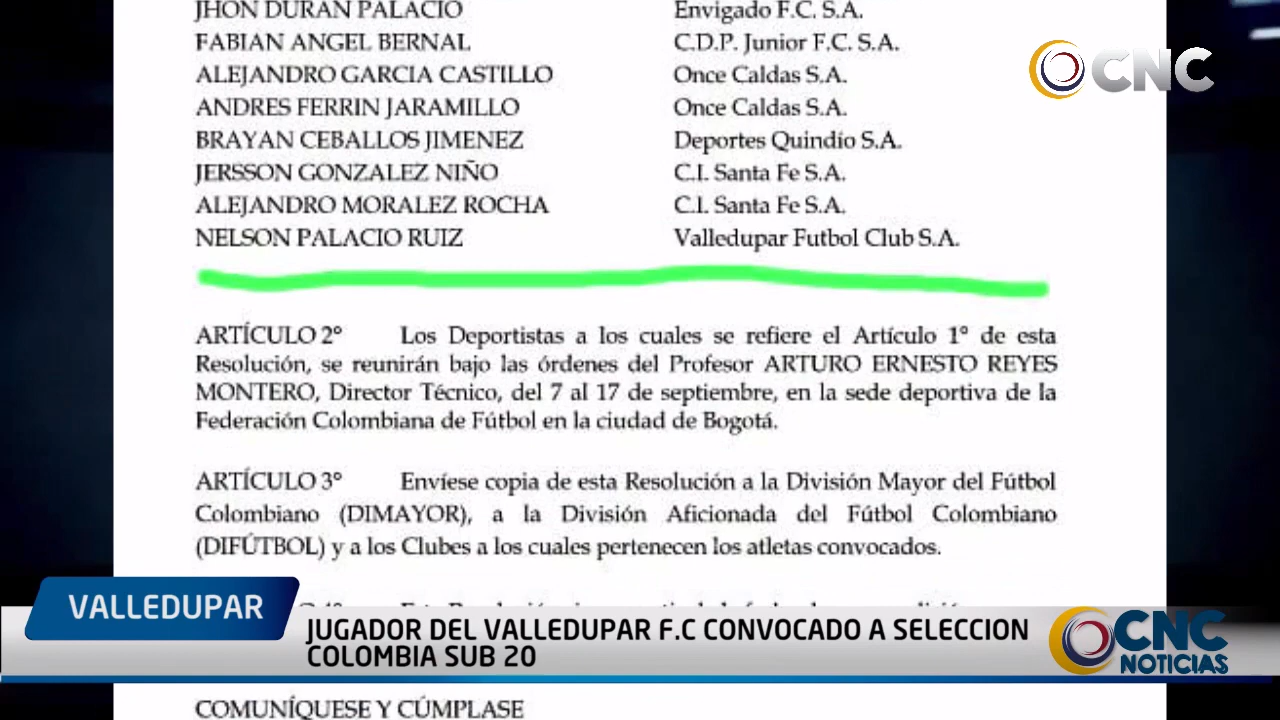 JHON DURAN PALACIO Envigado F.C. S.A.
FABIAN ANGEL BERNAL C.D.P. Junior F.C. S.A.
ALEJANDRO GARCIA CASTILLO Once Caldas S.A.
ANDRES FERRIN JARAMILLO Once Caldas S.A.
BRAYAN CEBALLOS JIMENEZ Deportes Quindío S.A.
JERSSON GONZALEZ NIÑO C.I. Santa Fe S.A.
ALEJANDRO MORALEZ ROCHA C.I. Santa Fe S.A.
NELSON PALACIO RUIZ Valledupar Futbol Club S.A.
CNC
ARTÍCULO 2° Los Deportistas a los cuales se refiere el Artículo 1° de esta
Resolución, se reunirán bajo las órdenes del Profesor ARTURO ERNESTO REYES
MONTERO, Director Técnico, del 7 al 17 de septiembre, en la sede deportiva de la
Federación Colombiana de Fútbol en la ciudad de Bogotá.
ARTÍCULO 3° Envíese copia de esta Resolución a la División Mayor del Fútbol
Colombiano (DIMAYOR), a la División Aficionada del Fútbol Colombiano
(DIFÚTBOL) y a los Clubes a los cuales pertenecen los atletas convocados.
VALLEDUPAR
JUGADOR DEL VALLEDUPAR F.C CONVOCADO A SELECCION
COLOMBIA SUB 20
CNC
NOTICIAS
COMUNÍQUESE Y CÚMPLASE